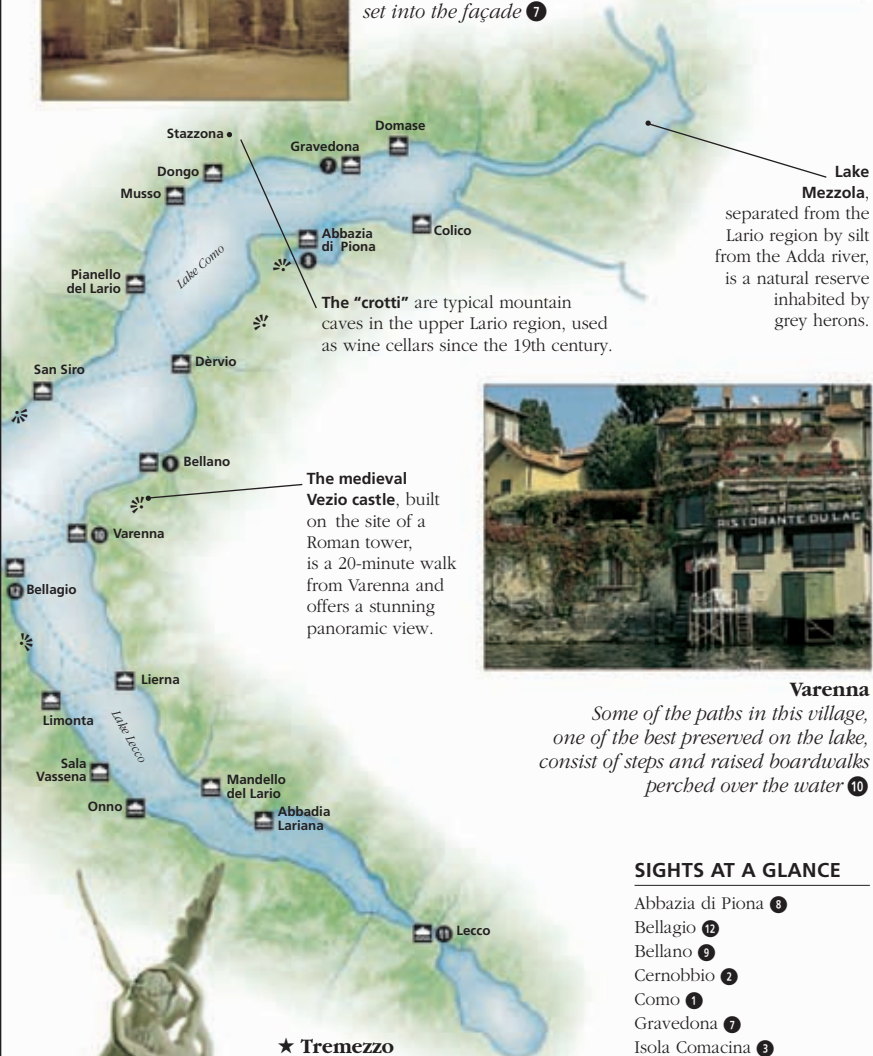 set into the façade 7
Stazzona
Domase
Gravedona
7
Dongo
Musso
Lake
Mezzola,
separated from the
Lario region by silt
from the Adda river,
is a natural reserve
inhabited by
grey herons.
Colico
Abbazia
di Piona
8
Lake Como
Pianello
del Lario
The “crotti” are typical mountain
caves in the upper Lario region, used
as wine cellars since the 19th century.
San Siro
Dèrvio
9 Bellano
The medieval
Vezio castle, built
on the site of a
Roman tower,
is a 20-minute walk
from Varenna and
offers a stunning
panoramic view.
RISTORANTE DU LAC
10 Varenna
12 Bellagio
Lierna
Limonta
Lake Lecco
Varenna
Some of the paths in this village,
one of the best preserved on the lake,
consist of steps and raised boardwalks
perched over the water 10
Sala
Vassena
Mandello
del Lario
Onno
Abbadia
Lariana
11 Lecco
SIGHTS AT A GLANCE
Abbazia di Piona 8
Bellagio 12
Bellano 9
Cernobbio 2
Como 1
Gravedona 7
Isola Comacina 3
★ Tremezzo